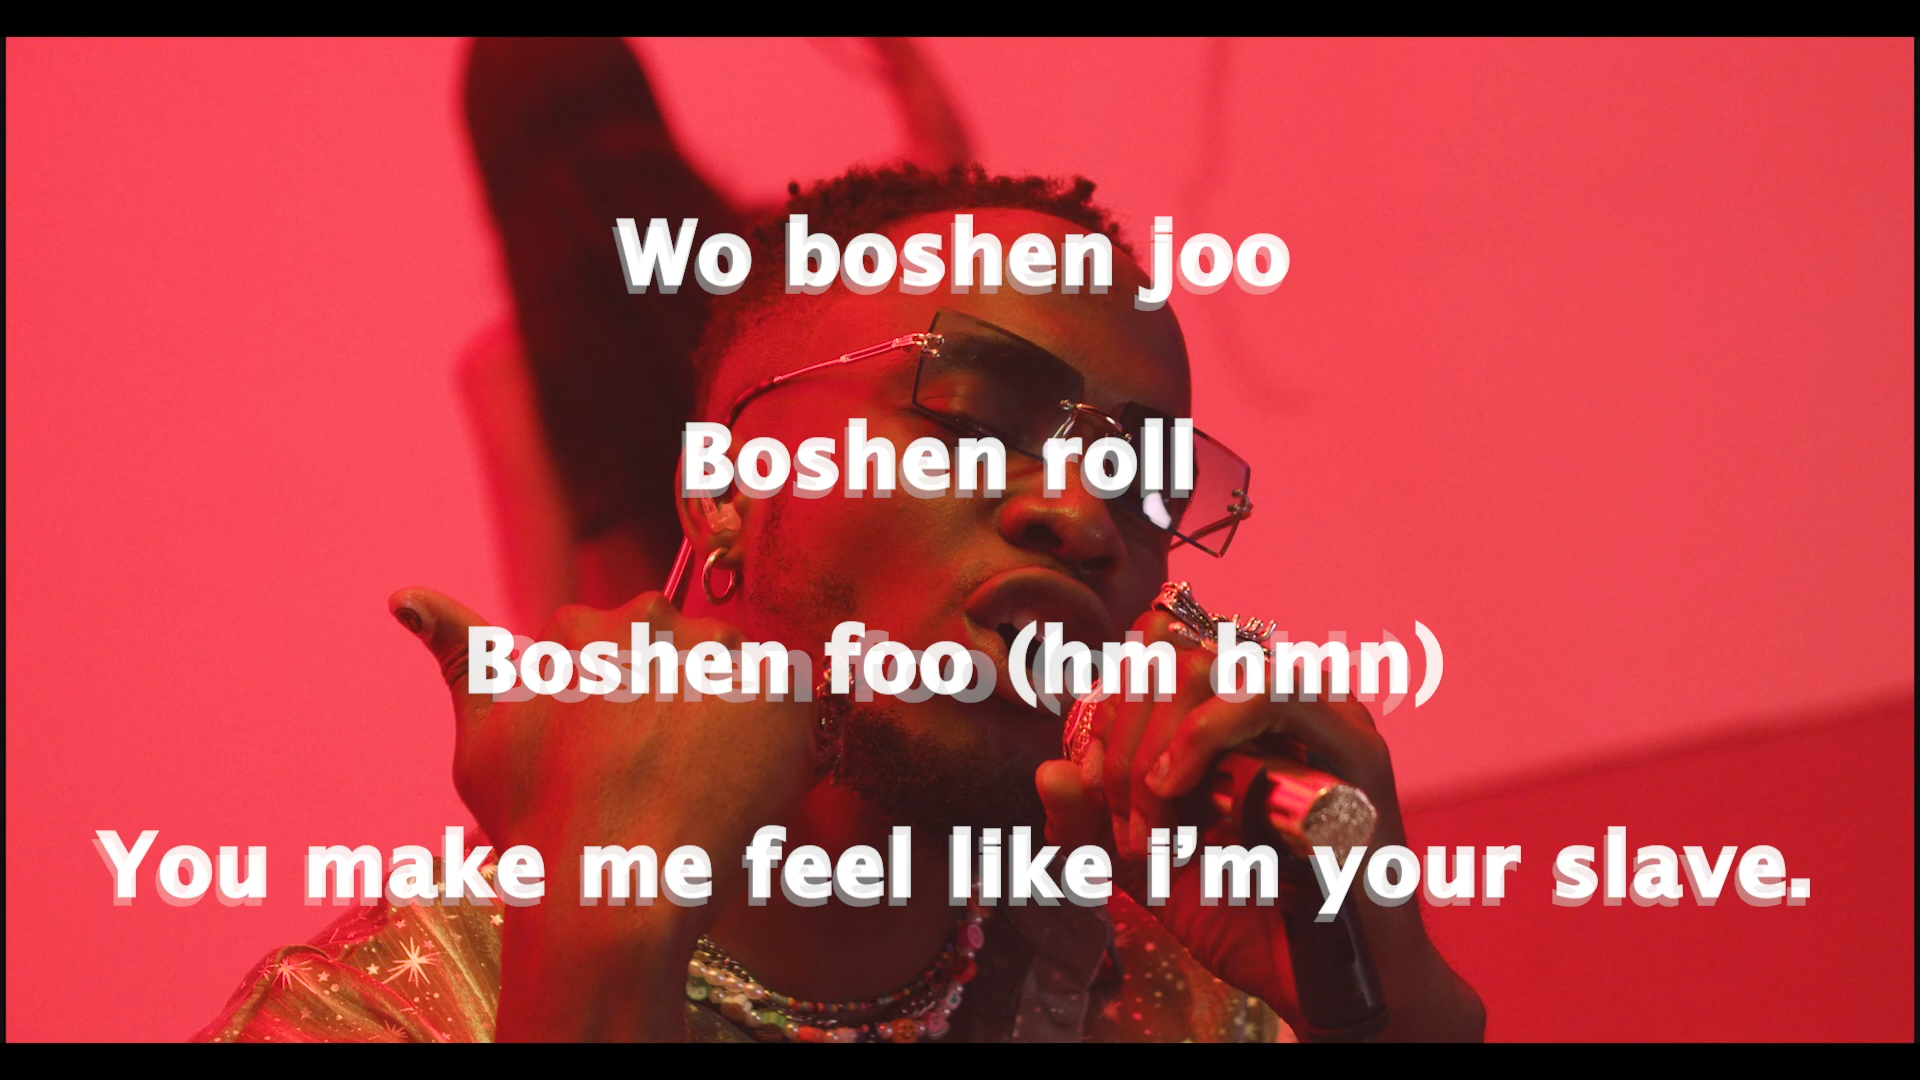 Wo boshen joo
Boshen roll
Boshen foo (hm hmn)
You make me feel like i’m your slave.